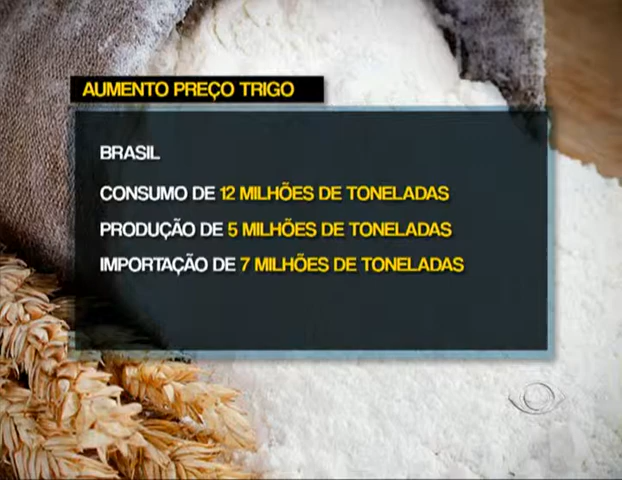 AUMENTO PREÇO TRIGO
BRASIL
CONSUMO DE 12 MILHÕES DE TONELADAS
PRODUÇÃO DE 5 MILHÕES DE TONELADAS
IMPORTAÇÃO DE 7 MILHÕES DE TONELADAS